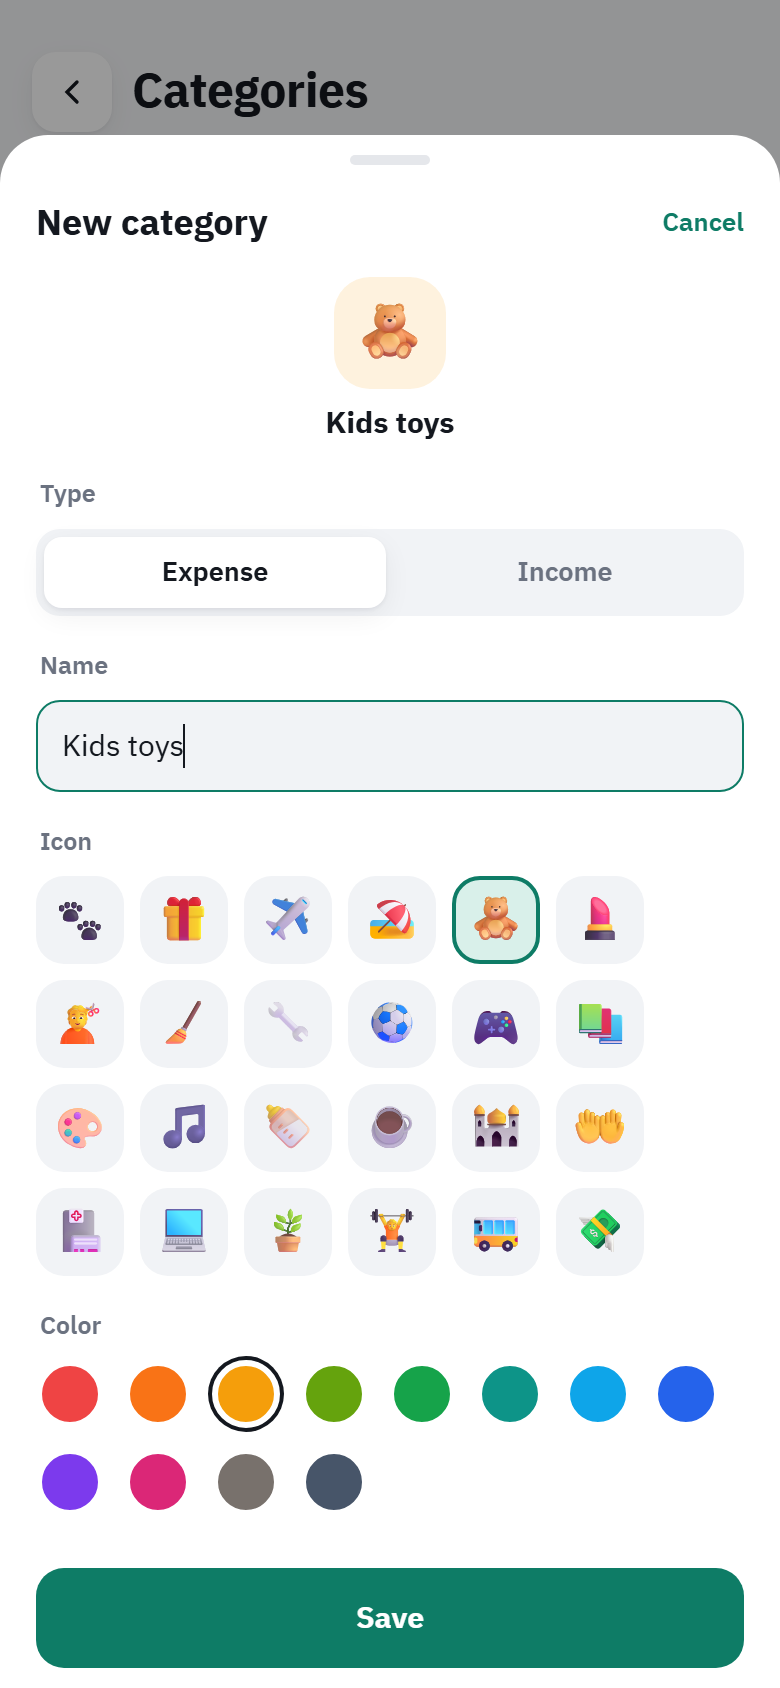 Categories
New category
Cancel
Kids toys
Type
Expense
Income
Name
Kids toys
Icon
Color
Save